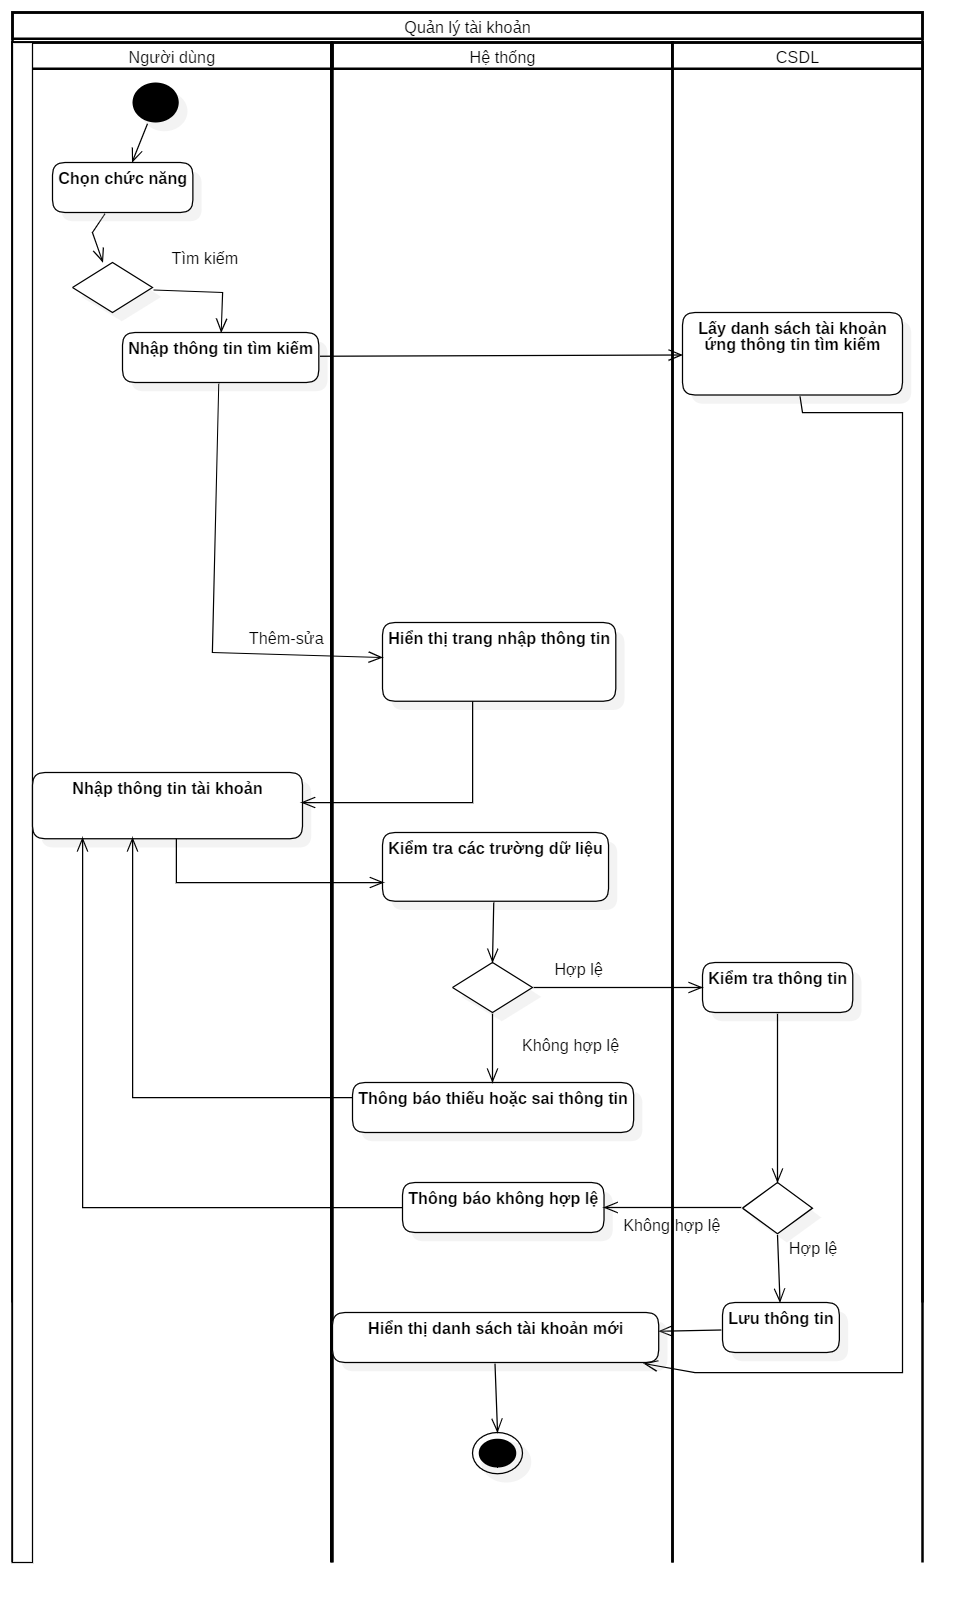 Quản lý tài khoản
Người dùng
Hệ thống
CSDL
Chọn chức năng
Tìm kiếm
Nhập thông tin tìm kiếm
Lấy danh sách tài khoản
ứng thông tin tìm kiếm
Thêm-sửa
Hiển thị trang nhập thông tin
Nhập thông tin tài khoản
Kiểm tra các trường dữ liệu
Hợp lệ
Kiểm tra thông tin
Không hợp lệ
Thông báo thiếu hoặc sai thông tin
Thông báo không hợp lệ
Không hợp lệ
Hợp lệ
Lưu thông tin
Hiển thị danh sách tài khoản mới